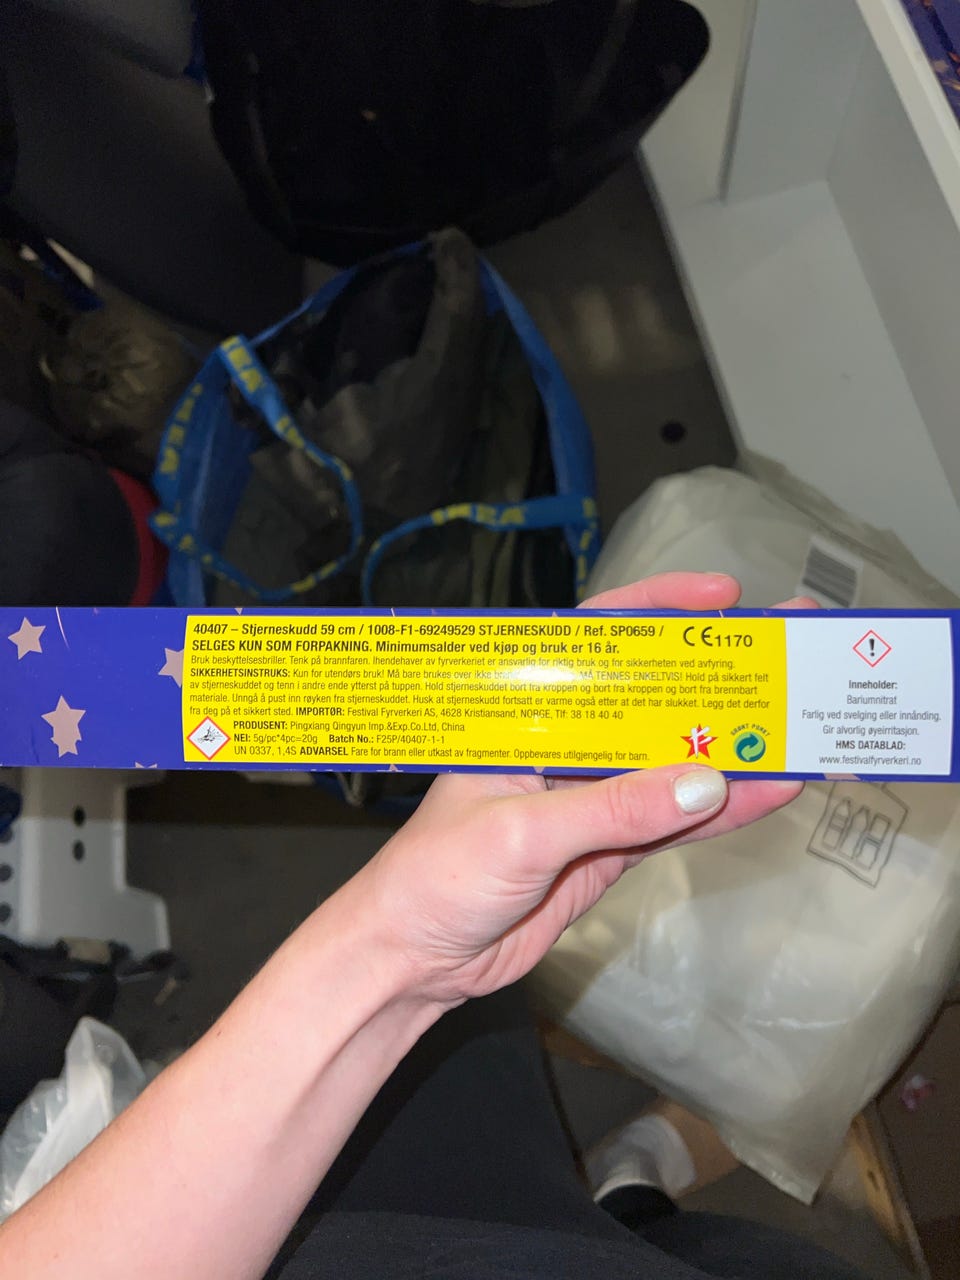 IKEA
IKEA
IKEA
40407 – Stjerneskudd 59 cm / 1008-F1-69249529 STJERNESKUDD / Ref. SP0659 /
SELGES KUN SOM FORPAKNING. Minimumsalder ved kjøp og bruk er 16 år.
Bruk beskyttelsesbriller. Tenk på brannfaren. Ihendehaver av fyrverkeriet er ansvarlig for riktig bruk og for sikkerheten ved avfyring.
SIKKERHETSINSTRUKS: Kun for utendørs bruk! Må bare brukes over ikke MÅ TENNES ENKELTVIS! Hold på sikkert felt
av stjerneskuddet og tenn i andre ende ytterst på tuppen. Hold stjerneskuddet bort fra kroppen og bort fra kroppen og bort fra brennbart
materiale. Unngå å pust inn røyken fra stjerneskuddet. Husk at stjerneskudd fortsatt er varme også etter at det har slukket. Legg det derfor
fra deg på et sikkert sted. IMPORTØR: Festival Fyrverkeri AS, 4628 Kristiansand, NORGE, Tlf: 38 18 40 40
PRODUSENT: Pingxiang Qingyun Imp.&Exp.Co.Ltd, China
NEI: 5g/pc*4pc=20g Batch No.: F25P/40407-1-1
UN 0337, 1,4S ADVARSEL Fare for brann eller utkast av fragmenter. Oppbevares utilgjengelig for barn.
CE1170
GRØNT PUNKT
Inneholder:
Bariumnitrat
Farlig ved svelging eller innånding.
Gir alvorlig øyeirritasjon.
HMS DATABLAD:
www.festivalfyrverkeri.no